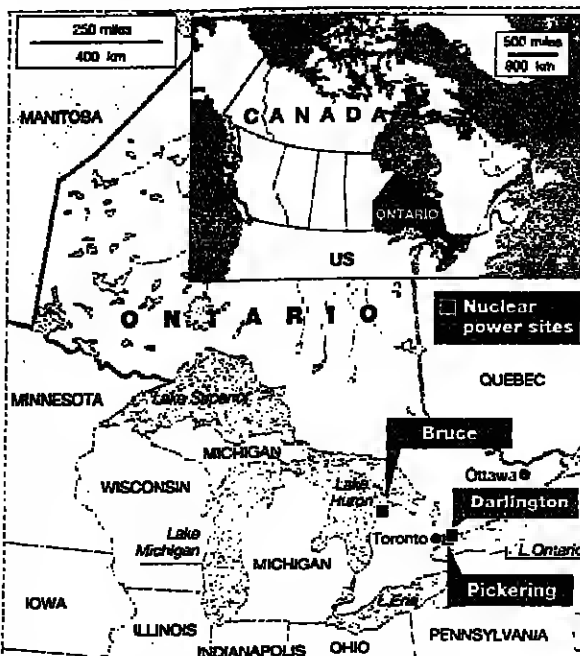 250 miles
400 km
500 miles
800 km
MANITOBA
CANADA
ONTARIO
US
ONTARIO
Nuclear
power sites
MINNESOTA
Lake Superior
QUEBEC
MICHIGAN
Bruce
WISCONSIN
Lake
Huron
Ottawa
Darlington
Lake
Michigan
Toronto
L. Ontario
MICHIGAN
Pickering
L. Erie
IOWA
ILLINOIS
INDIANAPOLIS
OHIO
PENNSYLVANIA